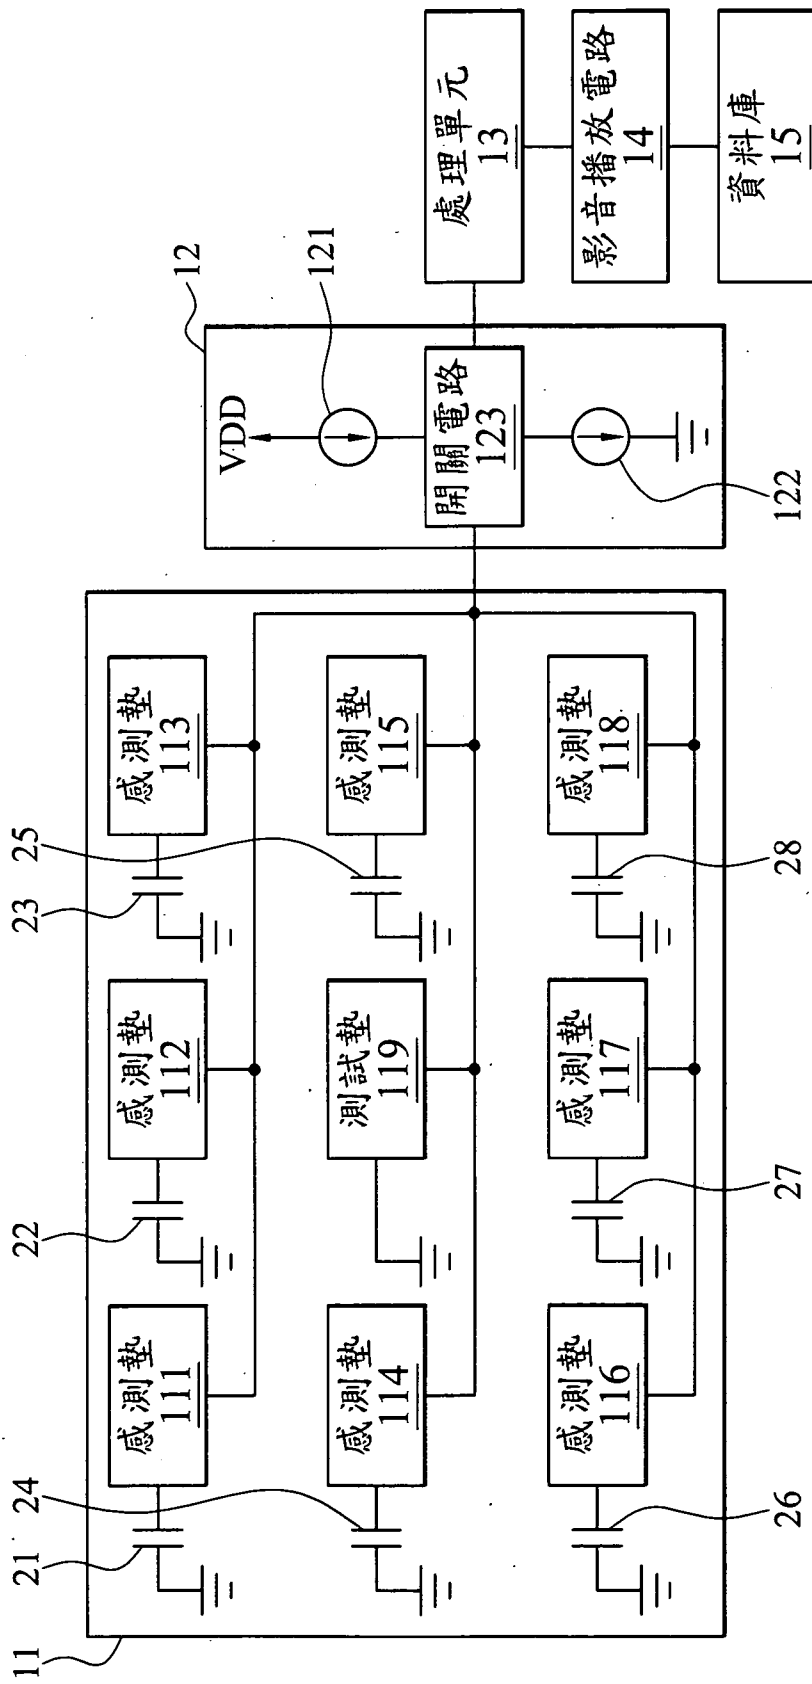 11
21
感測墊
111
22
感測墊
112
23
感測墊
113
24
感測墊
114
測試墊
119
25
感測墊
115
26
感測墊
116
27
感測墊
117
28
感測墊
118
12
VDD
121
開關電路
123
122
處理單元
13
影音播放電路
14
資料庫
15